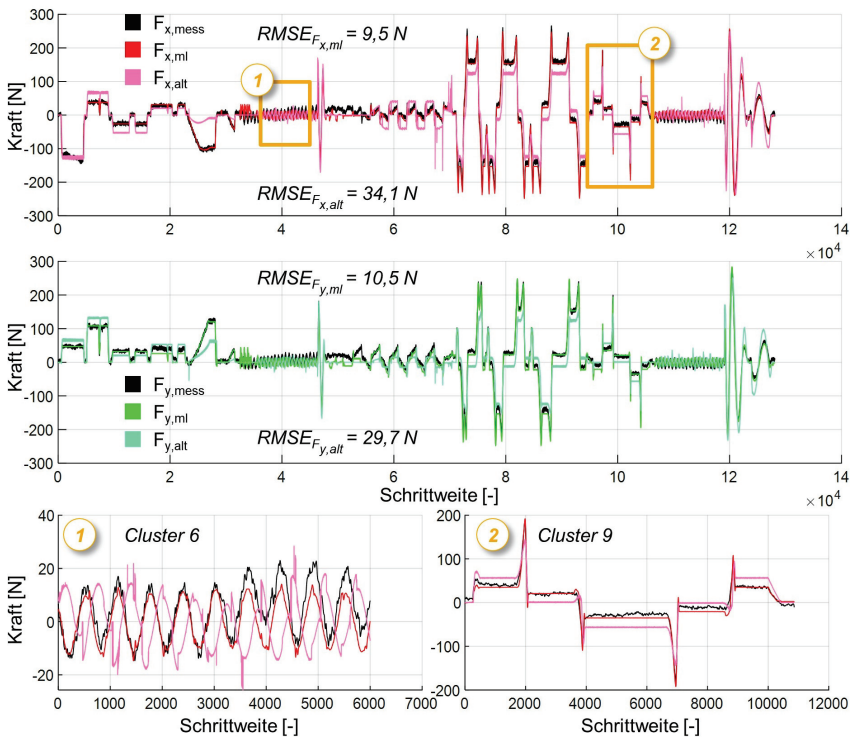 300
200
100
0
-100
-200
-300
Kraft [N]
F x,mess
F x,ml
F x,alt
RMSE F x,ml = 9,5 N
RMSE F x,alt = 34,1 N
1
2
0 2 4 6 8 10 12 14
×10 4
300
200
100
0
-100
-200
-300
Kraft [N]
RMSE F y,ml = 10,5 N
F y,mess
F y,ml
F y,alt
RMSE F y,alt = 29,7 N
0 2 4 6 8 10 12 14
Schrittweite [-]
×10 4
1 Cluster 6
40
20
0
-20
Kraft [N]
0 1000 2000 3000 4000 5000 6000 7000
Schrittweite [-]
2 Cluster 9
200
100
0
-100
-200
0 2000 4000 6000 8000 10000 12000
Schrittweite [-]